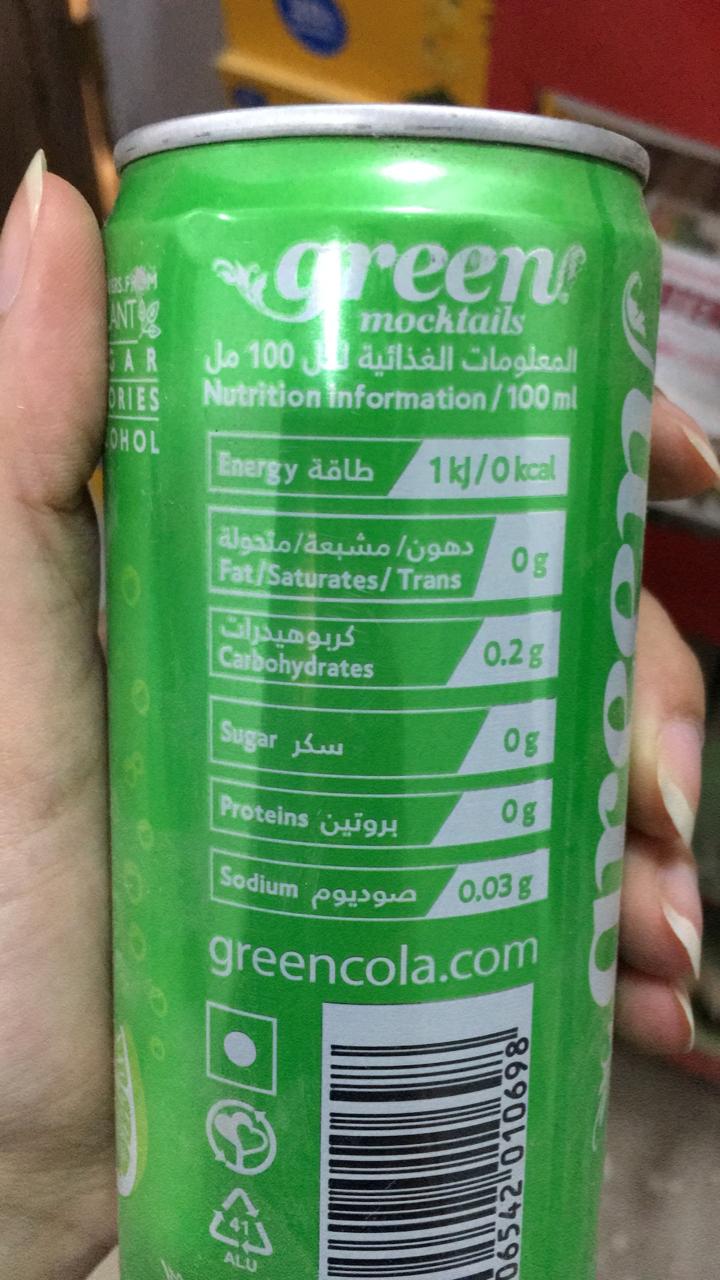 green
mocktails
المعلومات الغذائية لكل 100 مل
Nutrition information / 100 ml
Energy طاقة
1 kJ / 0 kcal
دهون/ مشبعة/ متحولة
Fat/Saturates/ Trans
0 g
كربوهيدرات
Carbohydrates
0.2 g
Sugar سكر
0 g
Proteins بروتين
0 g
Sodium صوديوم
0.03 g
greencola.com
06542 010698
41
ALU